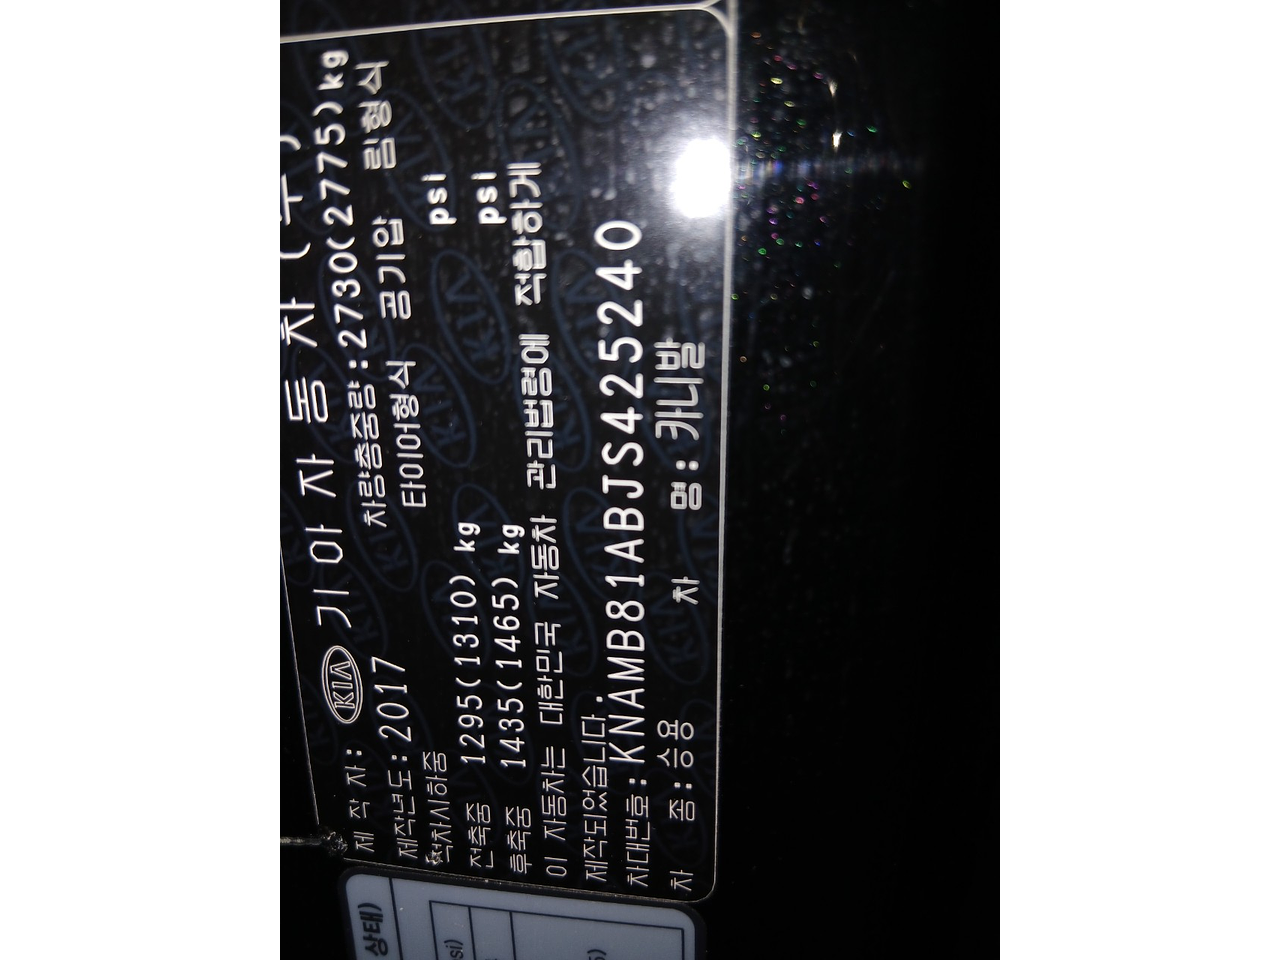 제 작 자: KIA 기 아 자 동 차 (주)
제작년도: 2017 차량총중량: 2730(2775)kg
적차시하중 타이어형식 공기압 림형식
전축중 1295(1310) kg psi
후축중 1435(1465) kg psi
이 자동차는 대한민국 자동차 관리법령에 적합하게
제작되었습니다.
차대번호: KNAMB81ABJS425240
차 종: 승용 차 명: 카니발
상태)
si)
5)